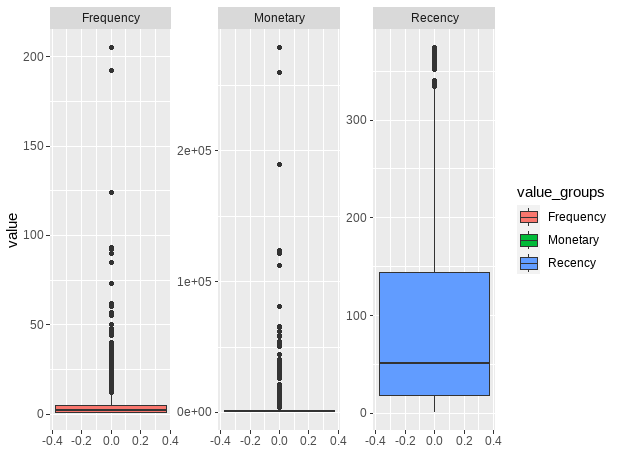 Frequency
Monetary
Recency
value
200
150
100
50
0
2e+05
1e+05
0e+00
300
200
100
0
-0.4 -0.2 0.0 0.2 0.4
-0.4 -0.2 0.0 0.2 0.4
-0.4 -0.2 0.0 0.2 0.4
value_groups
Frequency
Monetary
Recency